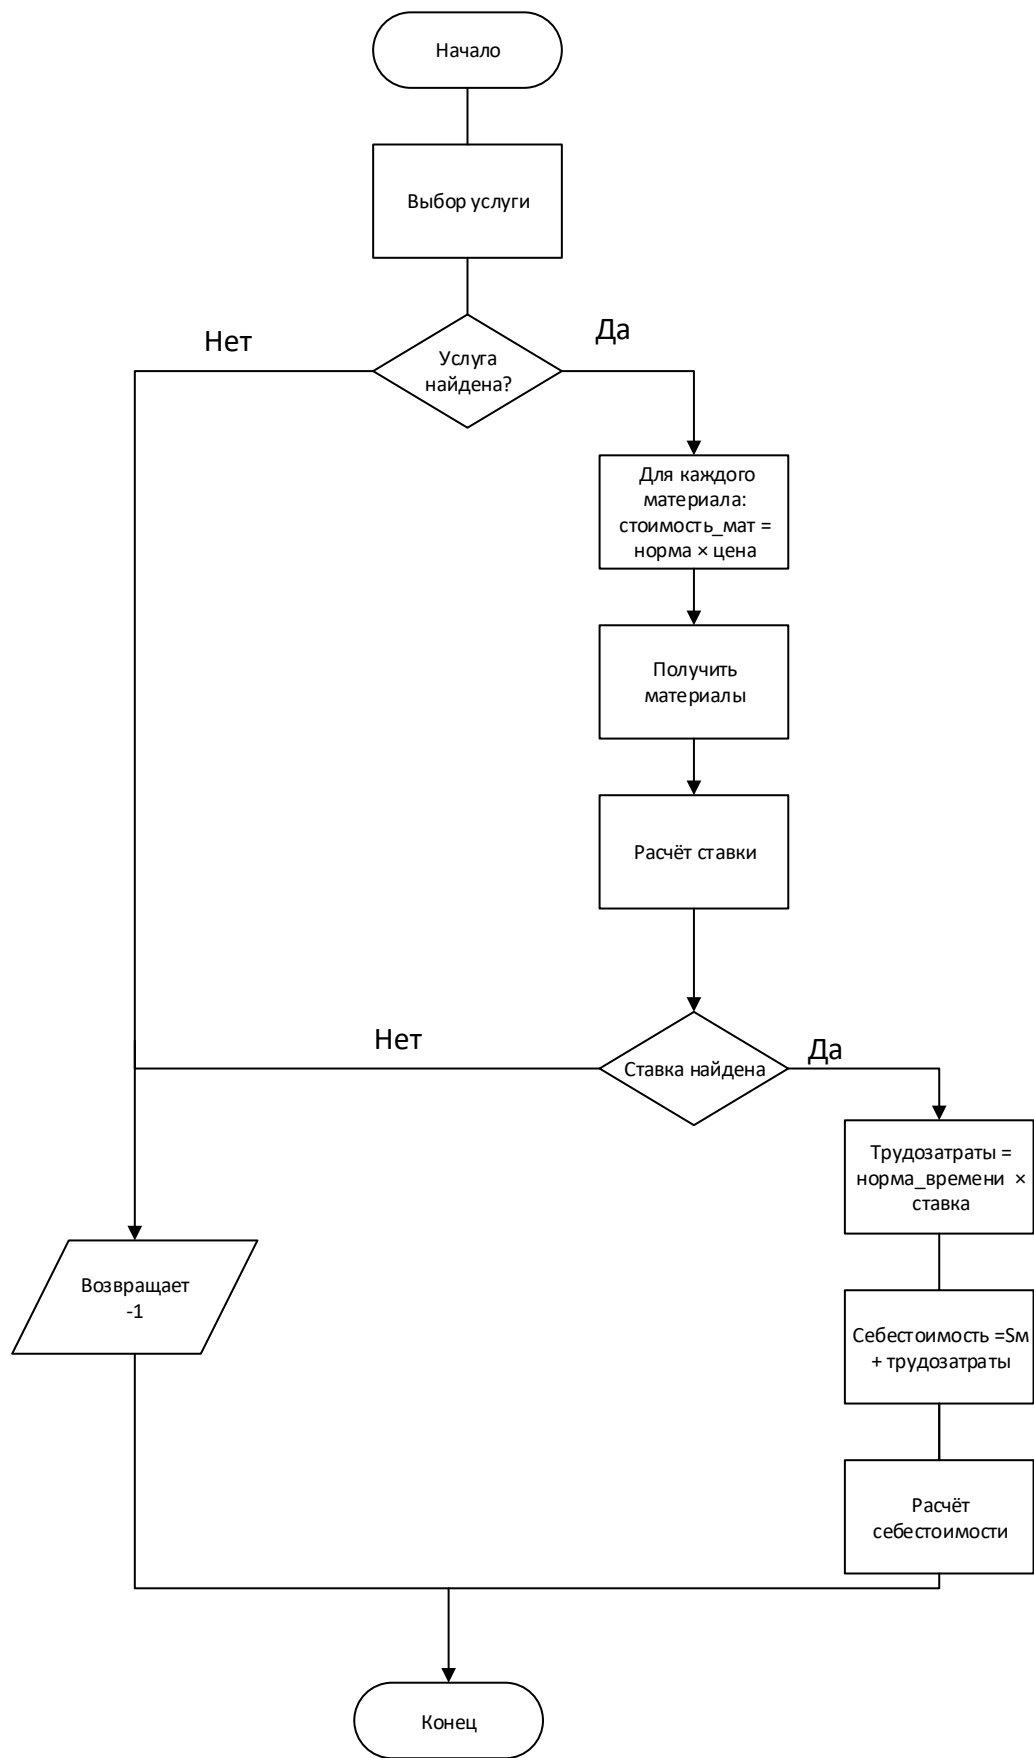 Начало
Выбор услуги
Нет
Да
Услуга
найдена?
Для каждого
материала:
стоимость_мат =
норма × цена
Получить
материалы
Расчёт ставки
Нет
Да
Ставка найдена
Трудозатраты =
норма_времени ×
ставка
Возвращает
-1
Себестоимость =Sм
+ трудозатраты
Расчёт
себестоимости
Конец